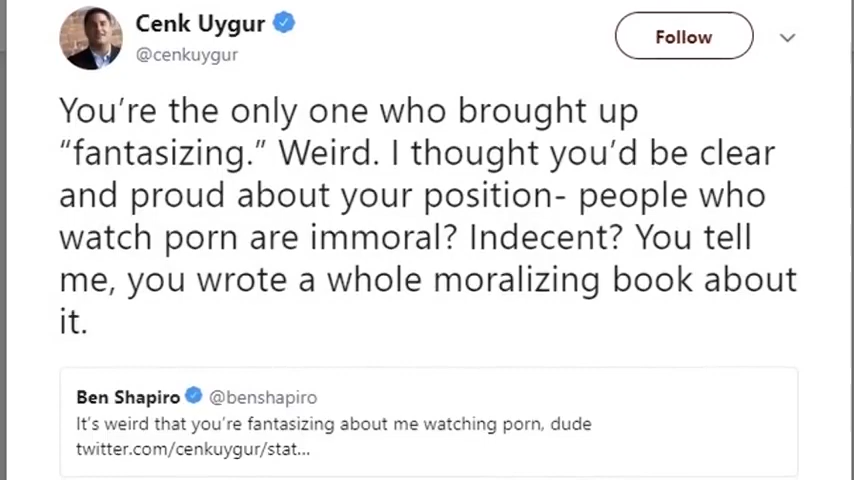 Cenk Uygur
@cenkuygur
Follow
You’re the only one who brought up
“fantasizing.” Weird. I thought you’d be clear
and proud about your position- people who
watch porn are immoral? Indecent? You tell
me, you wrote a whole moralizing book about
it.
Ben Shapiro @benshapiro
It’s weird that you’re fantasizing about me watching porn, dude
twitter.com/cenkuygur/stat...